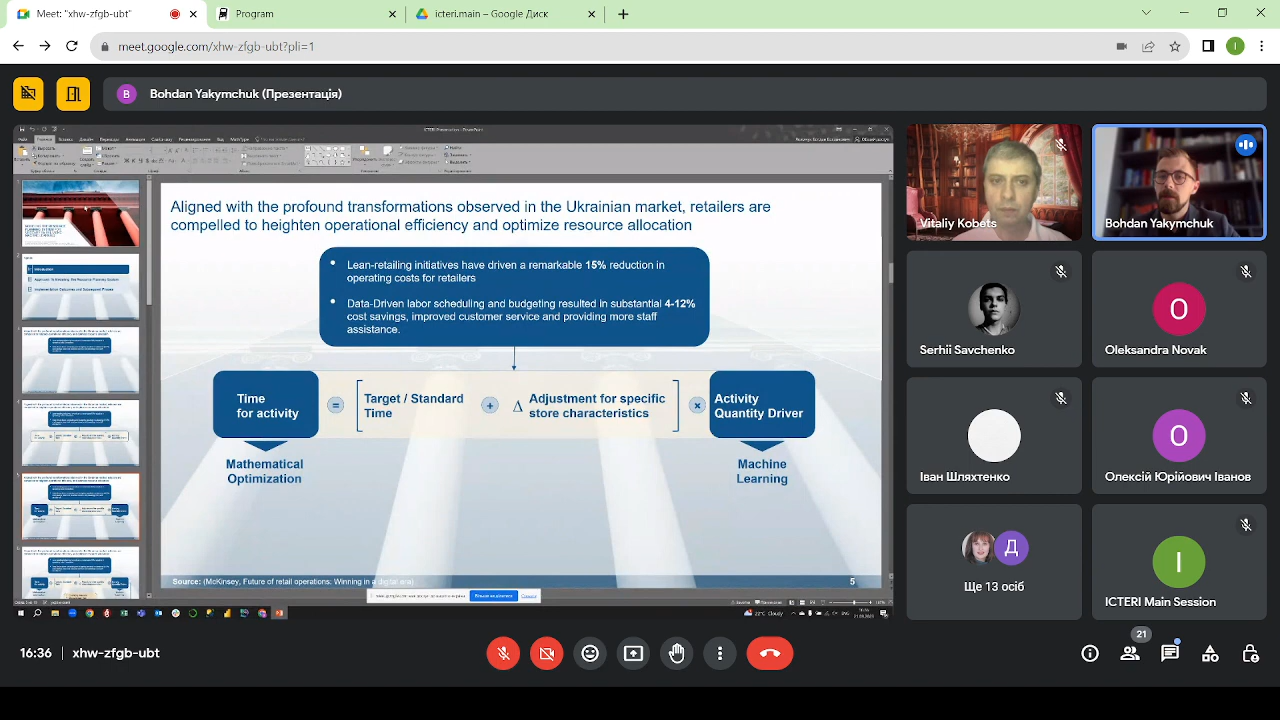 Meet: "xhw-zfgb-ubt"
Program
icteri.main – Google Диск
meet.google.com/xhw-zfgb-ubt?pli=1
Bohdan Yakymchuk (Презентація)
Aligned with the profound transformations observed in the Ukrainian market, retailers are
compared to heighten operational efficiency and optimize resource allocation
Lean-retailing initiatives have driven a remarkable 15% reduction in
operating costs for retailers
Data-Driven labor scheduling and budgeting resulted in substantial 4-12%
cost savings, improved customer service and providing more staff
assistance.
Time
for activity
=
Target / Standard
Time
Adjustment for specific
store characteristics
×
Activity
Quantity Driver
Mathematical
Optimization
Machine
Learning
Source: (McKinsey, Future of retail operations: Winning in a digital era)
5
Vitaliy Kobets
Bohdan Yakymchuk
Serhii Savchenko
Oleksandra Novak
Ілона Шляхтенко
Олексій Юрійович Іванов
Ще 13 осіб
ICTERI Main Session
16:36
xhw-zfgb-ubt
21